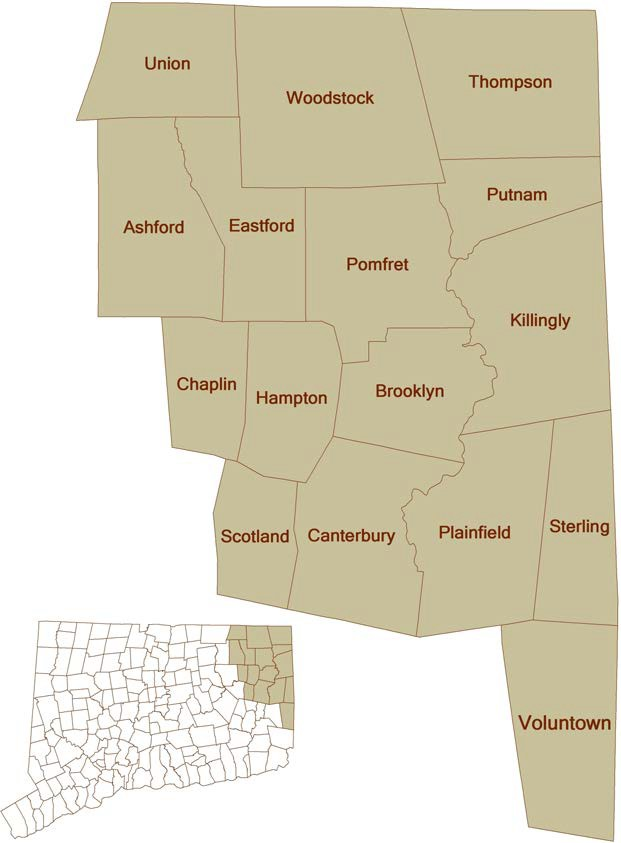 Union
Woodstock
Thompson
Putnam
Ashford
Eastford
Pomfret
Killingly
Chaplin
Hampton
Brooklyn
Scotland
Canterbury
Plainfield
Sterling
Voluntown